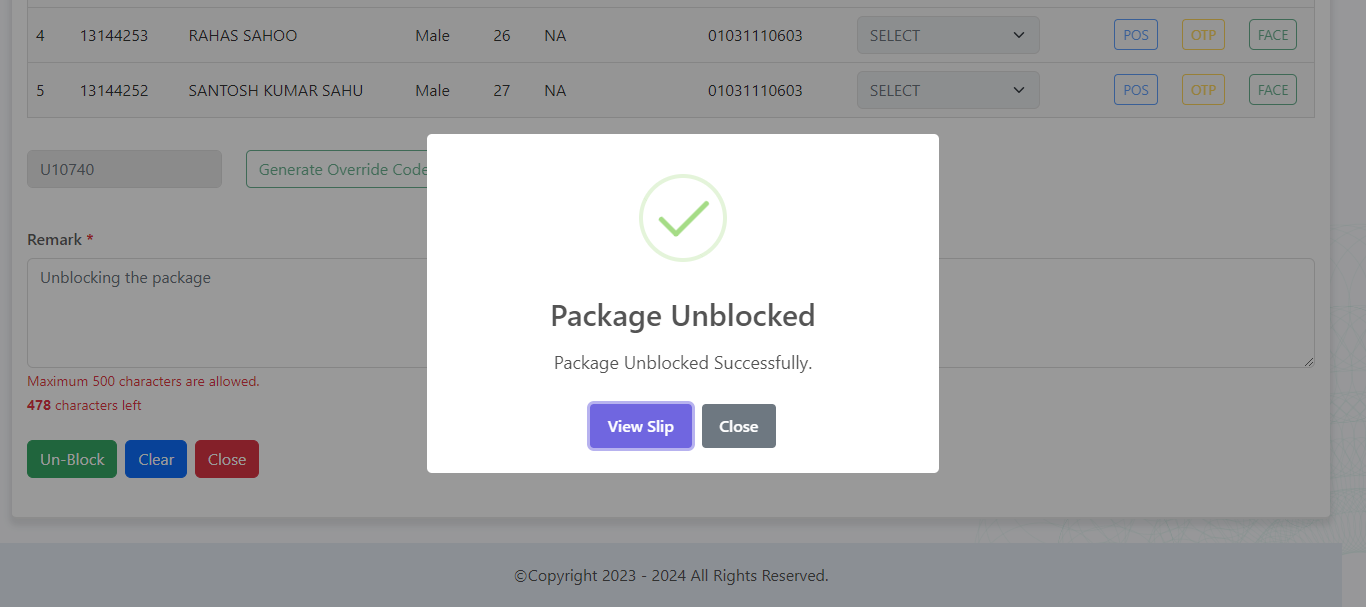 4 13144253 RAHAS SAHOO Male 26 NA 01031110603 SELECT POS OTP FACE
5 13144252 SANTOSH KUMAR SAHU Male 27 NA 01031110603 SELECT POS OTP FACE
U10740 Generate Override Code
Remark *
Unblocking the package
Package Unblocked
Package Unblocked Successfully.
Maximum 500 characters are allowed.
478 characters left
View Slip Close
Un-Block Clear Close
©Copyright 2023 - 2024 All Rights Reserved.